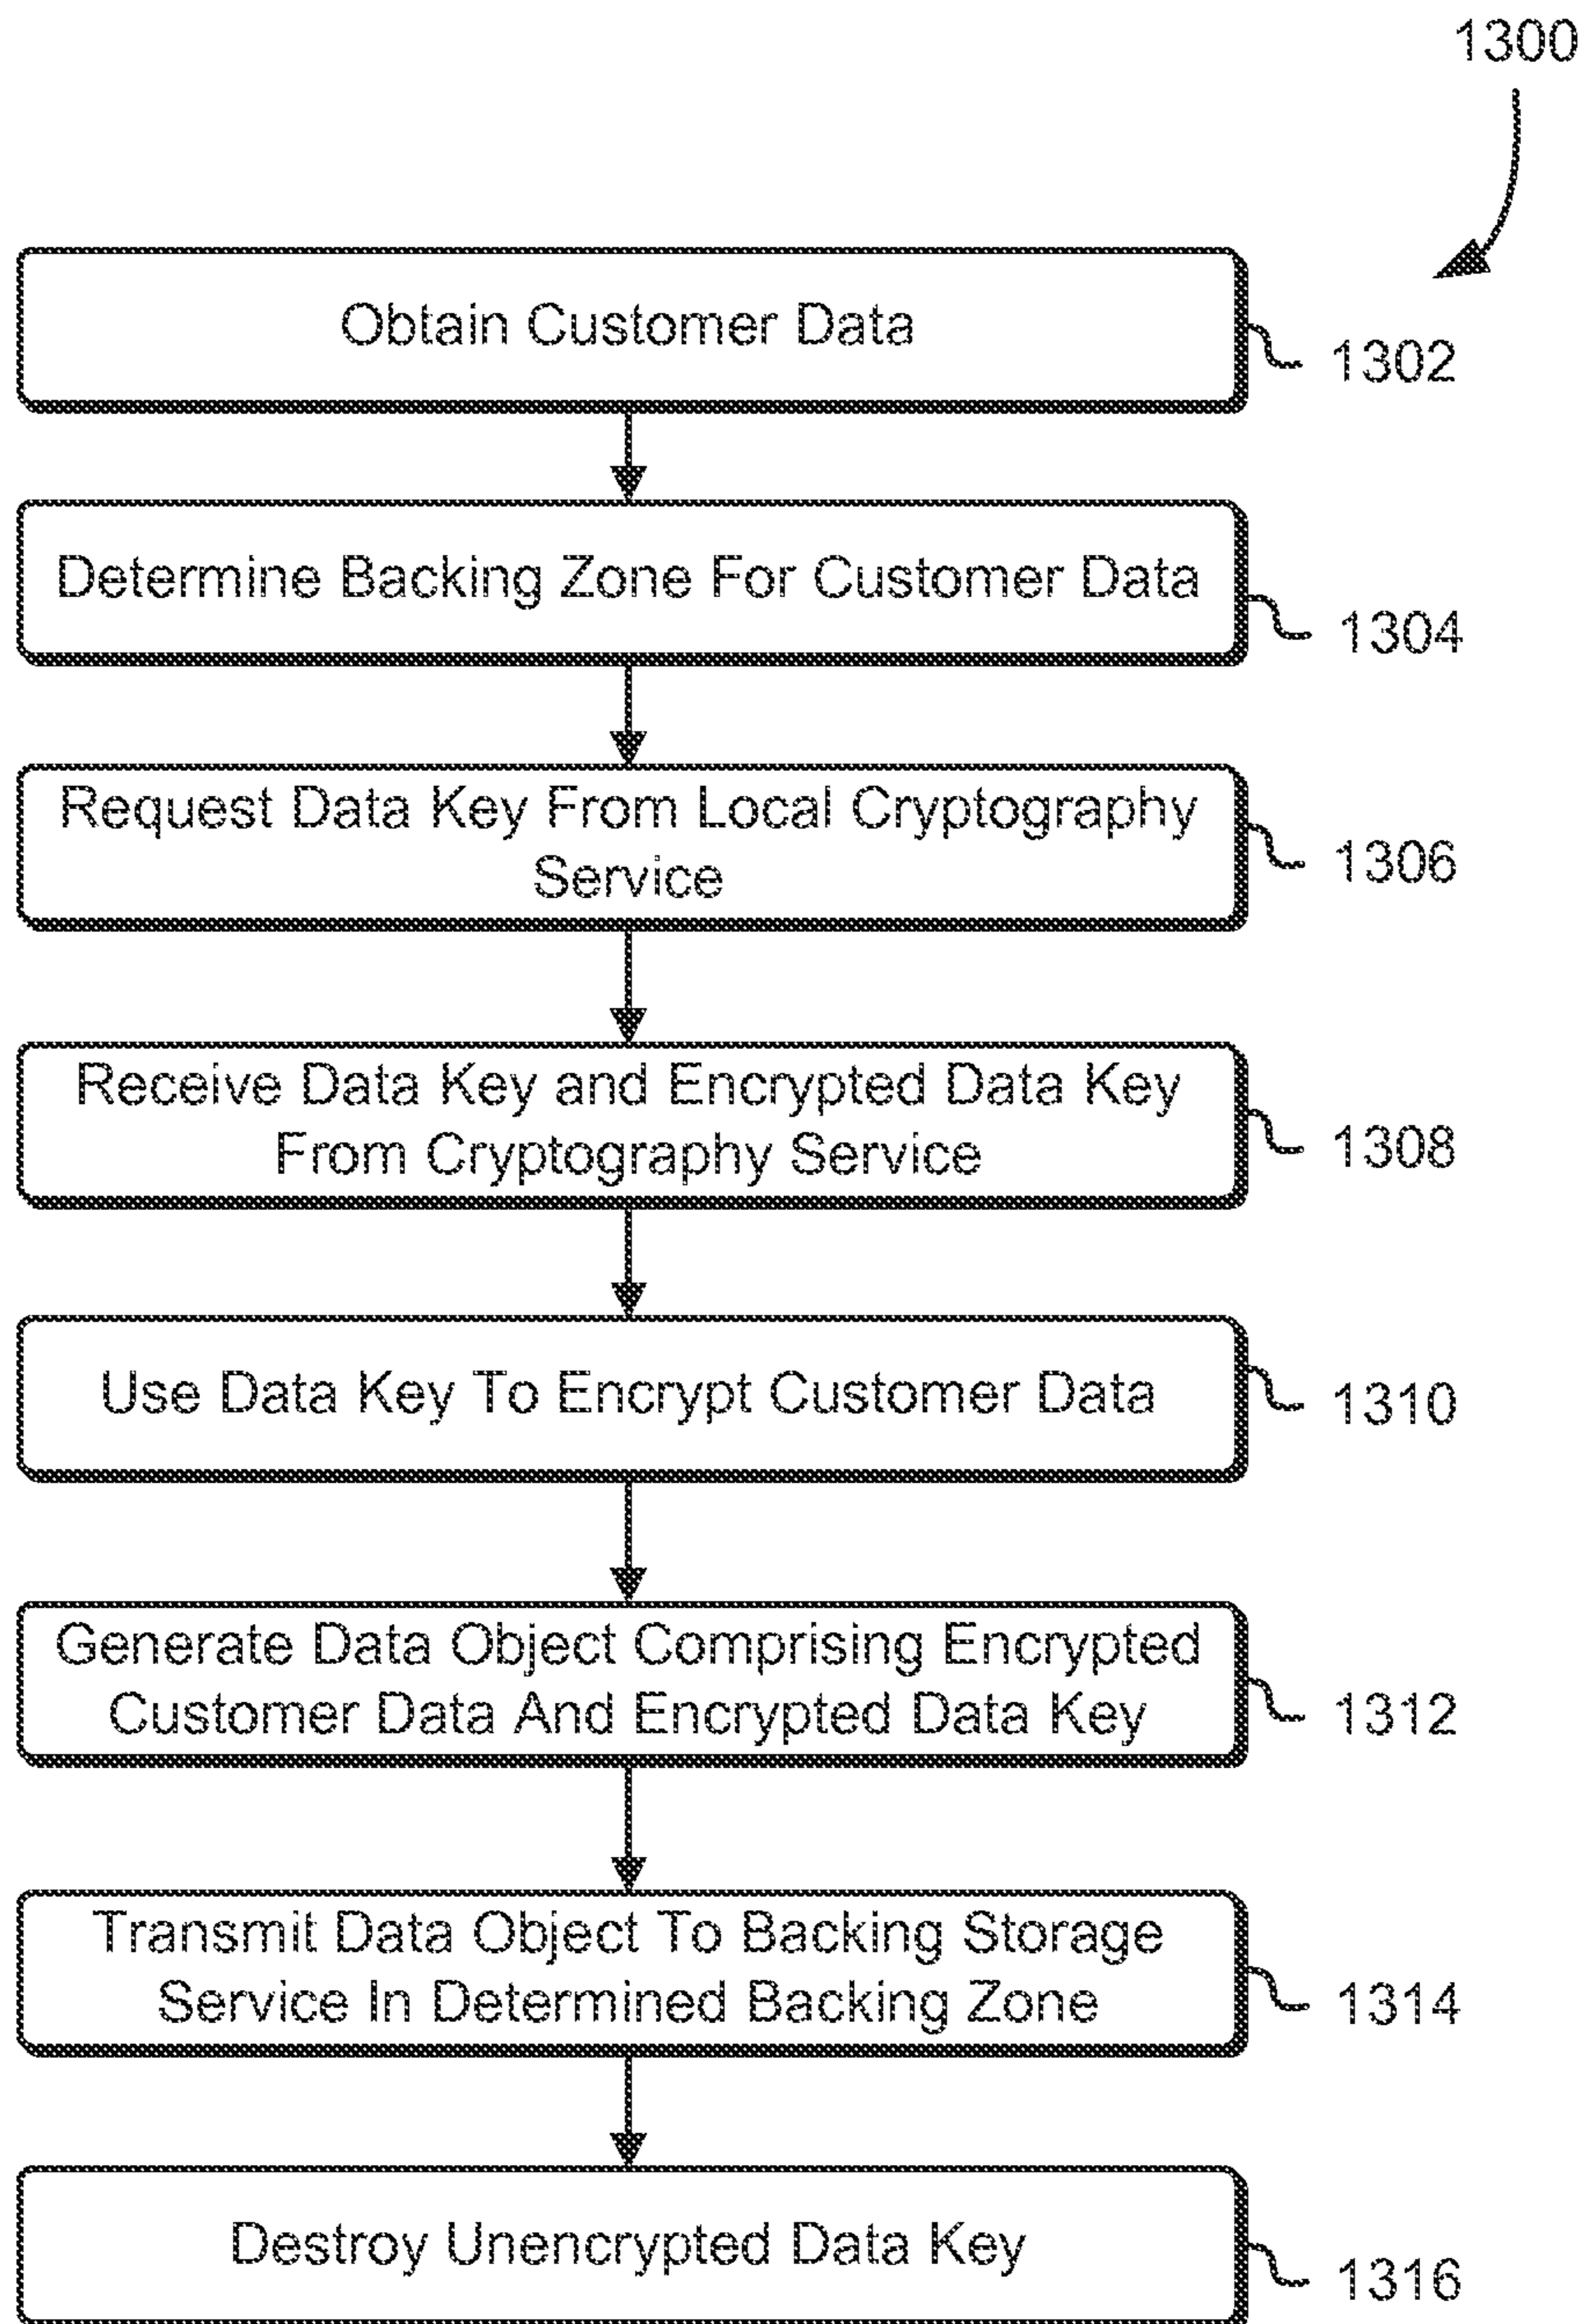 1300
Obtain Customer Data
1302
Determine Backing Zone For Customer Data
1304
Request Data Key From Local Cryptography
Service
1306
Receive Data Key and Encrypted Data Key
From Cryptography Service
1308
Use Data Key To Encrypt Customer Data
1310
Generate Data Object Comprising Encrypted
Customer Data And Encrypted Data Key
1312
Transmit Data Object To Backing Storage
Service In Determined Backing Zone
1314
Destroy Unencrypted Data Key
1316